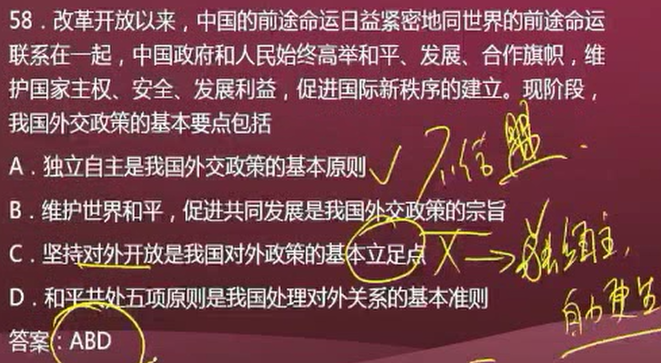 58．改革开放以来，中国的前途命运日益紧密地同世界的前途命运
联系在一起，中国政府和人民始终高举和平、发展、合作旗帜，维
护国家主权、安全、发展利益，促进国际新秩序的建立。现阶段，
我国外交政策的基本要点包括
不结盟.
A．独立自主是我国外交政策的基本原则
B．维护世界和平，促进共同发展是我国外交政策的宗旨
C．坚持对外开放是我国对外政策的基本立足点
自主,
D．和平共处五项原则是我国处理对外关系的基本准则
自力更生
答案：ABD